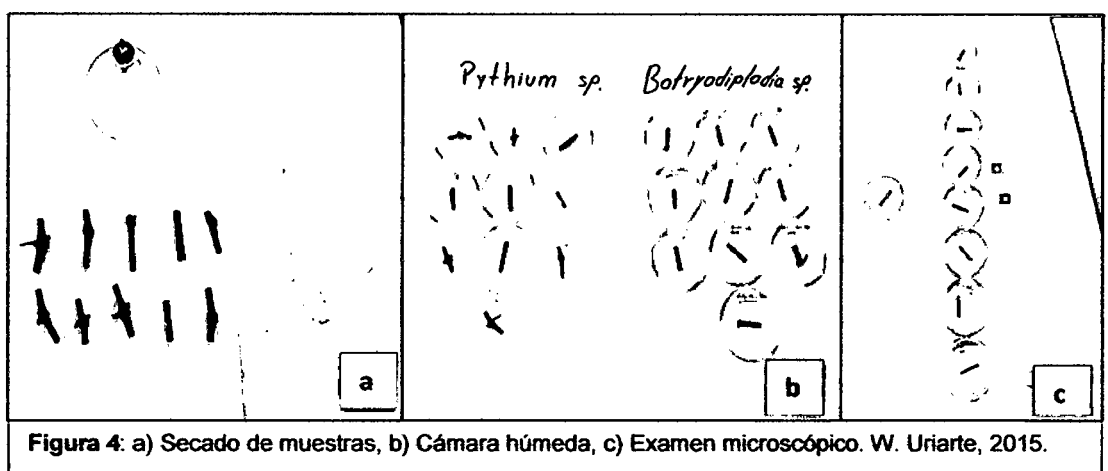 Pythium sp. Botryodiplodia sp.
a
b
c
Figura 4: a) Secado de muestras, b) Cámara húmeda, c) Examen microscópico. W. Uriarte, 2015.